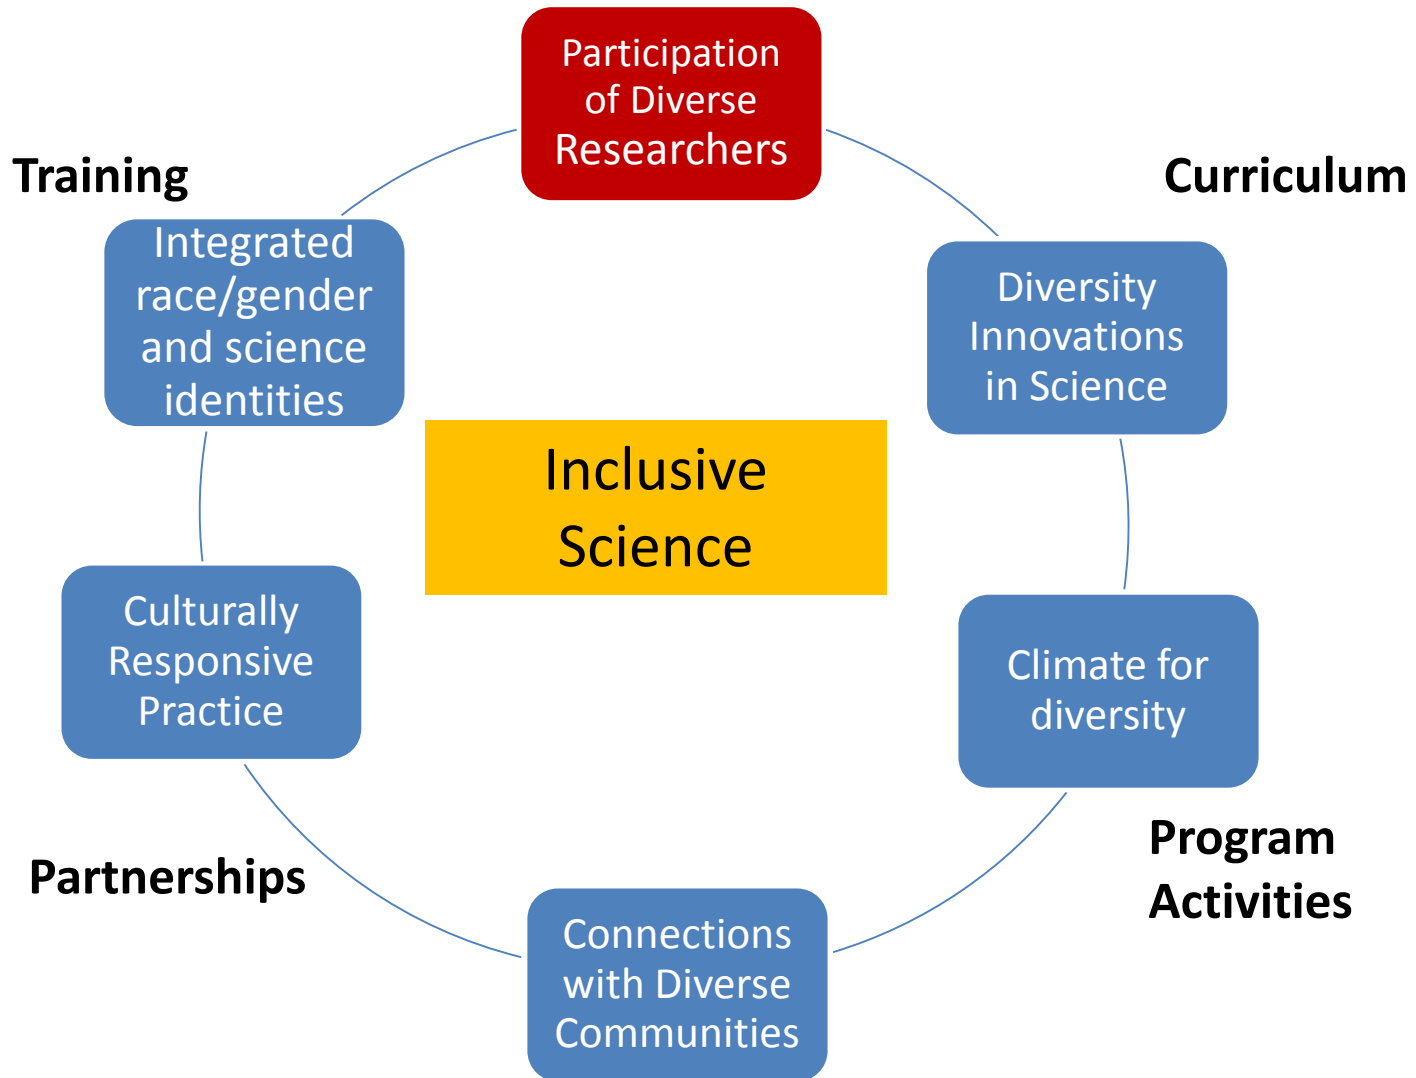 Participation
of Diverse
Researchers
Training
Curriculum
Integrated
race/gender
and science
identities
Diversity
Innovations
in Science
Inclusive
Science
Culturally
Responsive
Practice
Climate for
diversity
Partnerships
Program
Activities
Connections
with Diverse
Communities